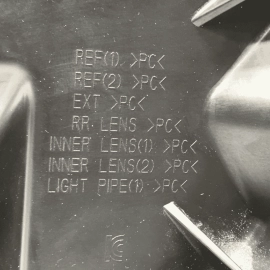 REF(1) >PC<
REF(2) >PC<
EXT >PC<
RR LENS >PC<
INNER LENS(1) >PC<
INNER LENS(2) >PC<
LIGHT PIPE(1) >PC<